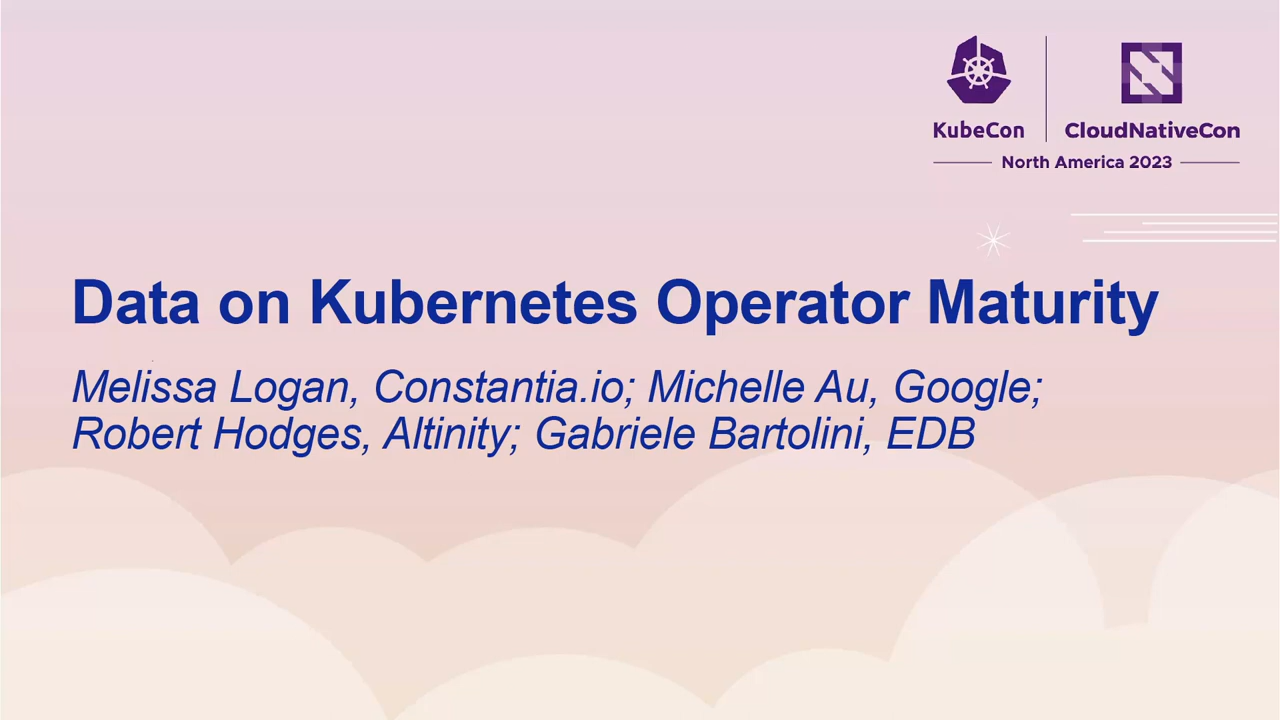 KubeCon
CloudNativeCon
North America 2023
Data on Kubernetes Operator Maturity
Melissa Logan, Constantia.io; Michelle Au, Google;
Robert Hodges, Altinity; Gabriele Bartolini, EDB